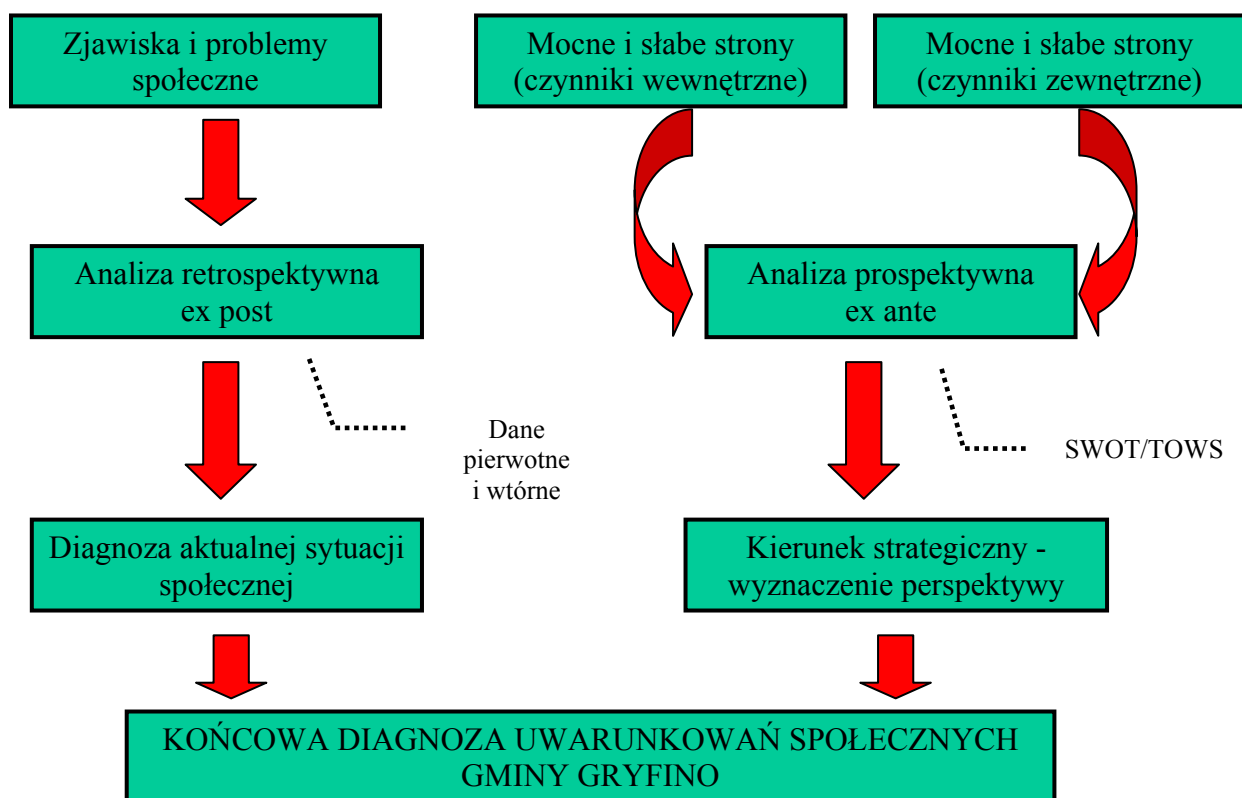 Zjawiska i problemy
społeczne
Mocne i słabe strony
(czynniki wewnętrzne)
Mocne i słabe strony
(czynniki zewnętrzne)
Analiza retrospektywna
ex post
Analiza prospektywna
ex ante
Dane
pierwotne
i wtórne
SWOT/TOWS
Diagnoza aktualnej sytuacji
społecznej
Kierunek strategiczny -
wyznaczenie perspektywy
KOŃCOWA DIAGNOZA UWARUNKOWAŃ SPOŁECZNYCH
GMINY GRYFINO